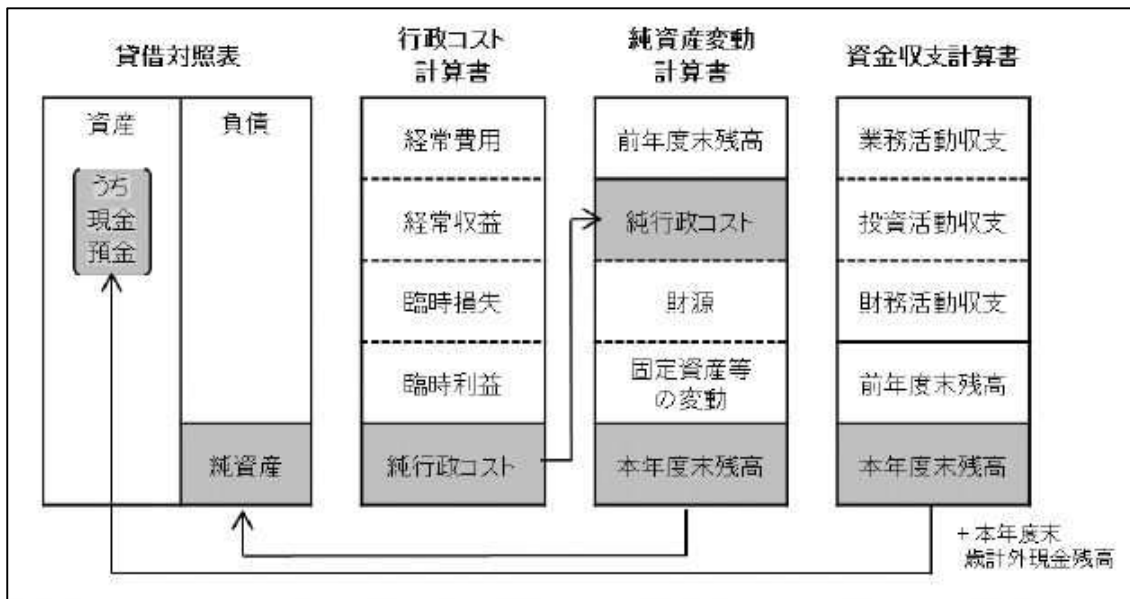 貸借対照表
資産
うち
現金
預金
負債
純資産
行政コスト
計算書
経常費用
経常収益
臨時損失
臨時利益
純行政コスト
純資産変動
計算書
前年度末残高
純行政コスト
財源
固定資産等
の変動
本年度末残高
資金収支計算書
業務活動収支
投資活動収支
財務活動収支
前年度末残高
本年度末残高
+本年度末
歳計外現金残高